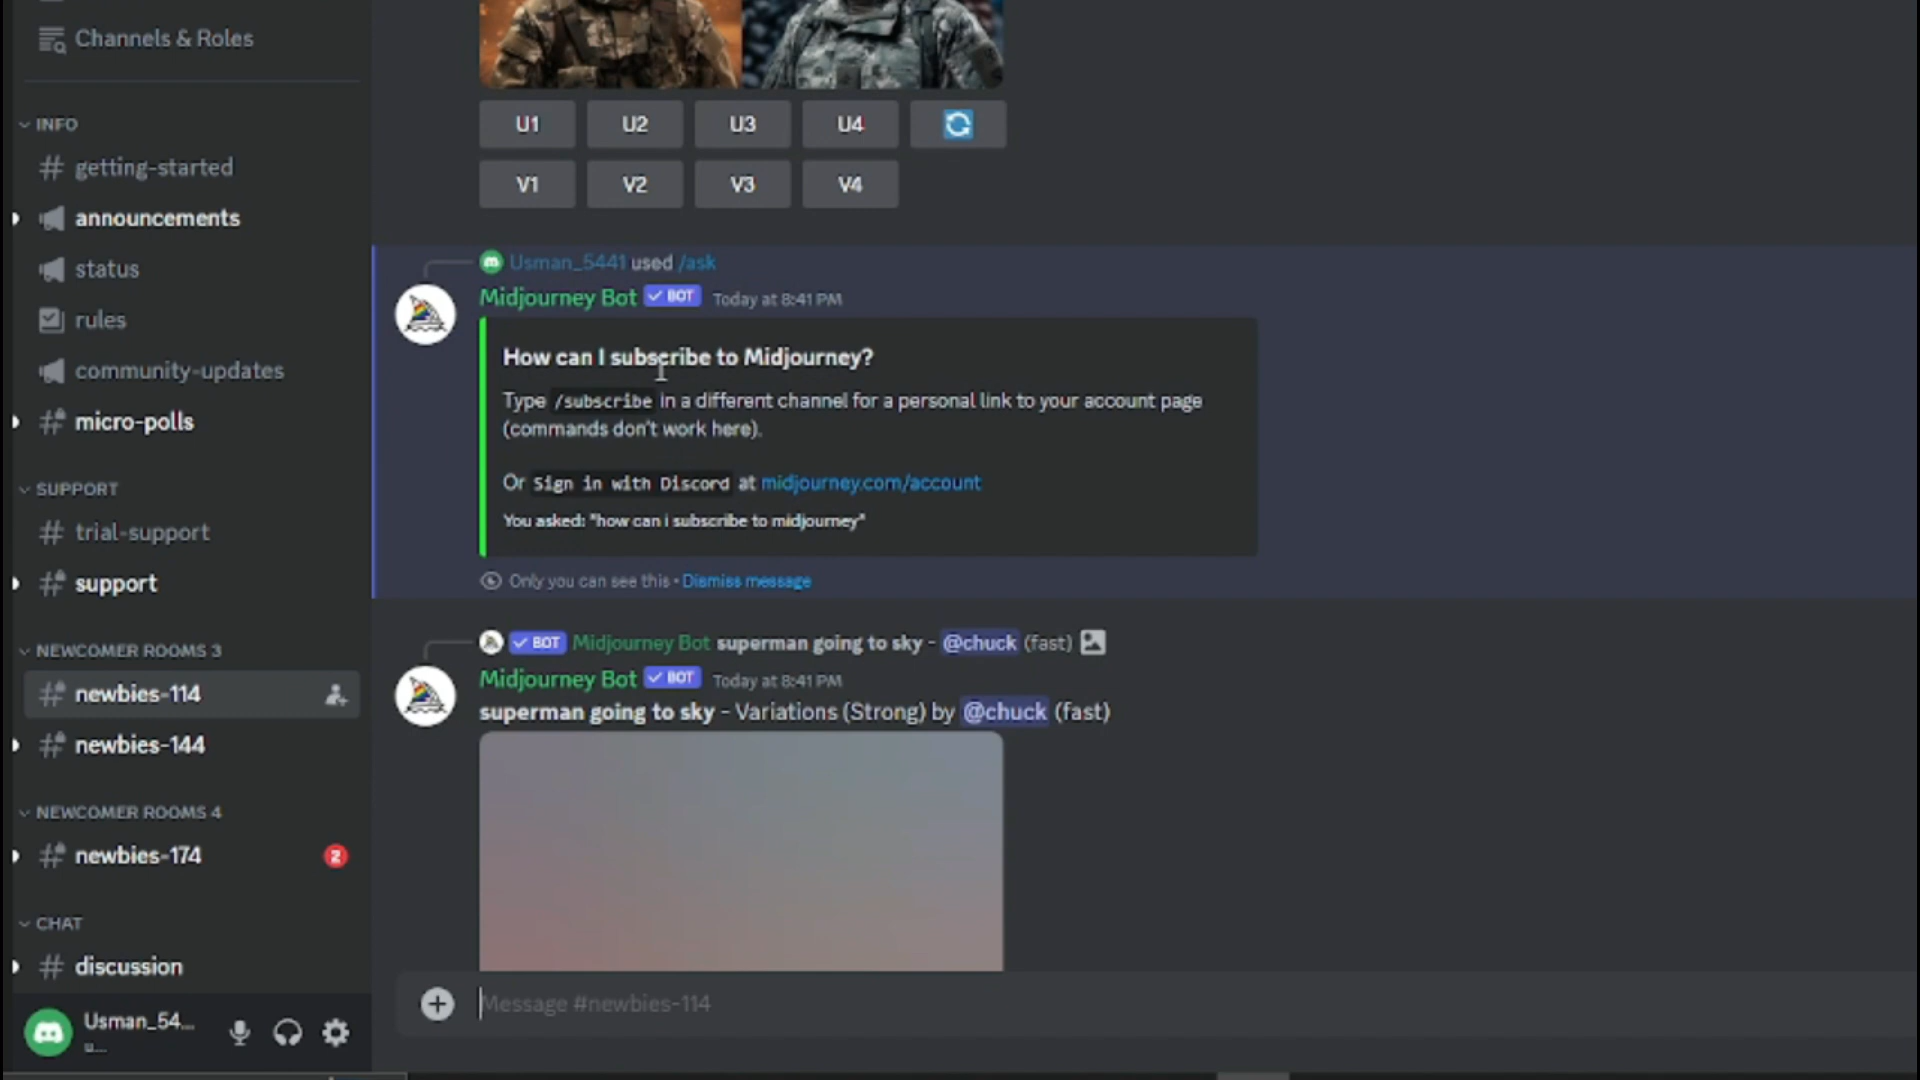 Channels & Roles
INFO
getting-started
announcements
status
rules
community-updates
micro-polls
SUPPORT
trial-support
support
NEWCOMER ROOMS 3
newbies-114
newbies-144
NEWCOMER ROOMS 4
newbies-174
2
CHAT
discussion
Usman_54...
u...
U1 U2 U3 U4
V1 V2 V3 V4
Usman_5441 used /ask
Midjourney Bot BOT Today at 8:41 PM
How can I subscribe to Midjourney?
Type /subscribe in a different channel for a personal link to your account page
(commands don't work here).
Or Sign in with Discord at midjourney.com/account
You asked: "how can i subscribe to midjourney"
Only you can see this • Dismiss message
BOT Midjourney Bot superman going to sky - @chuck (fast)
Midjourney Bot BOT Today at 8:41 PM
superman going to sky - Variations (Strong) by @chuck (fast)
Message #newbies-114